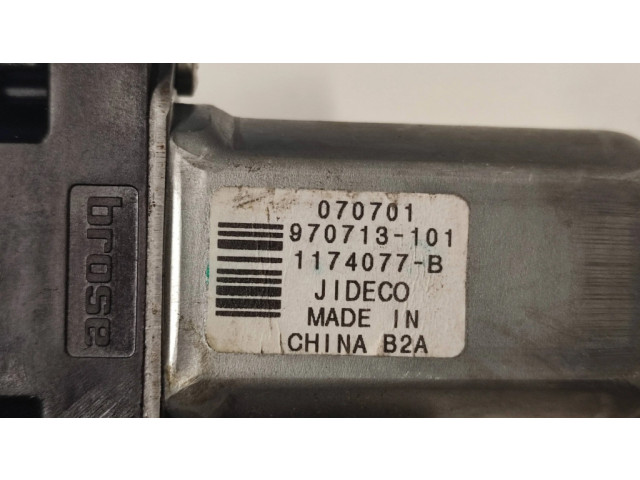 brose
070701
970713-101
1174077-B
JIDECO
MADE IN
CHINA B2A